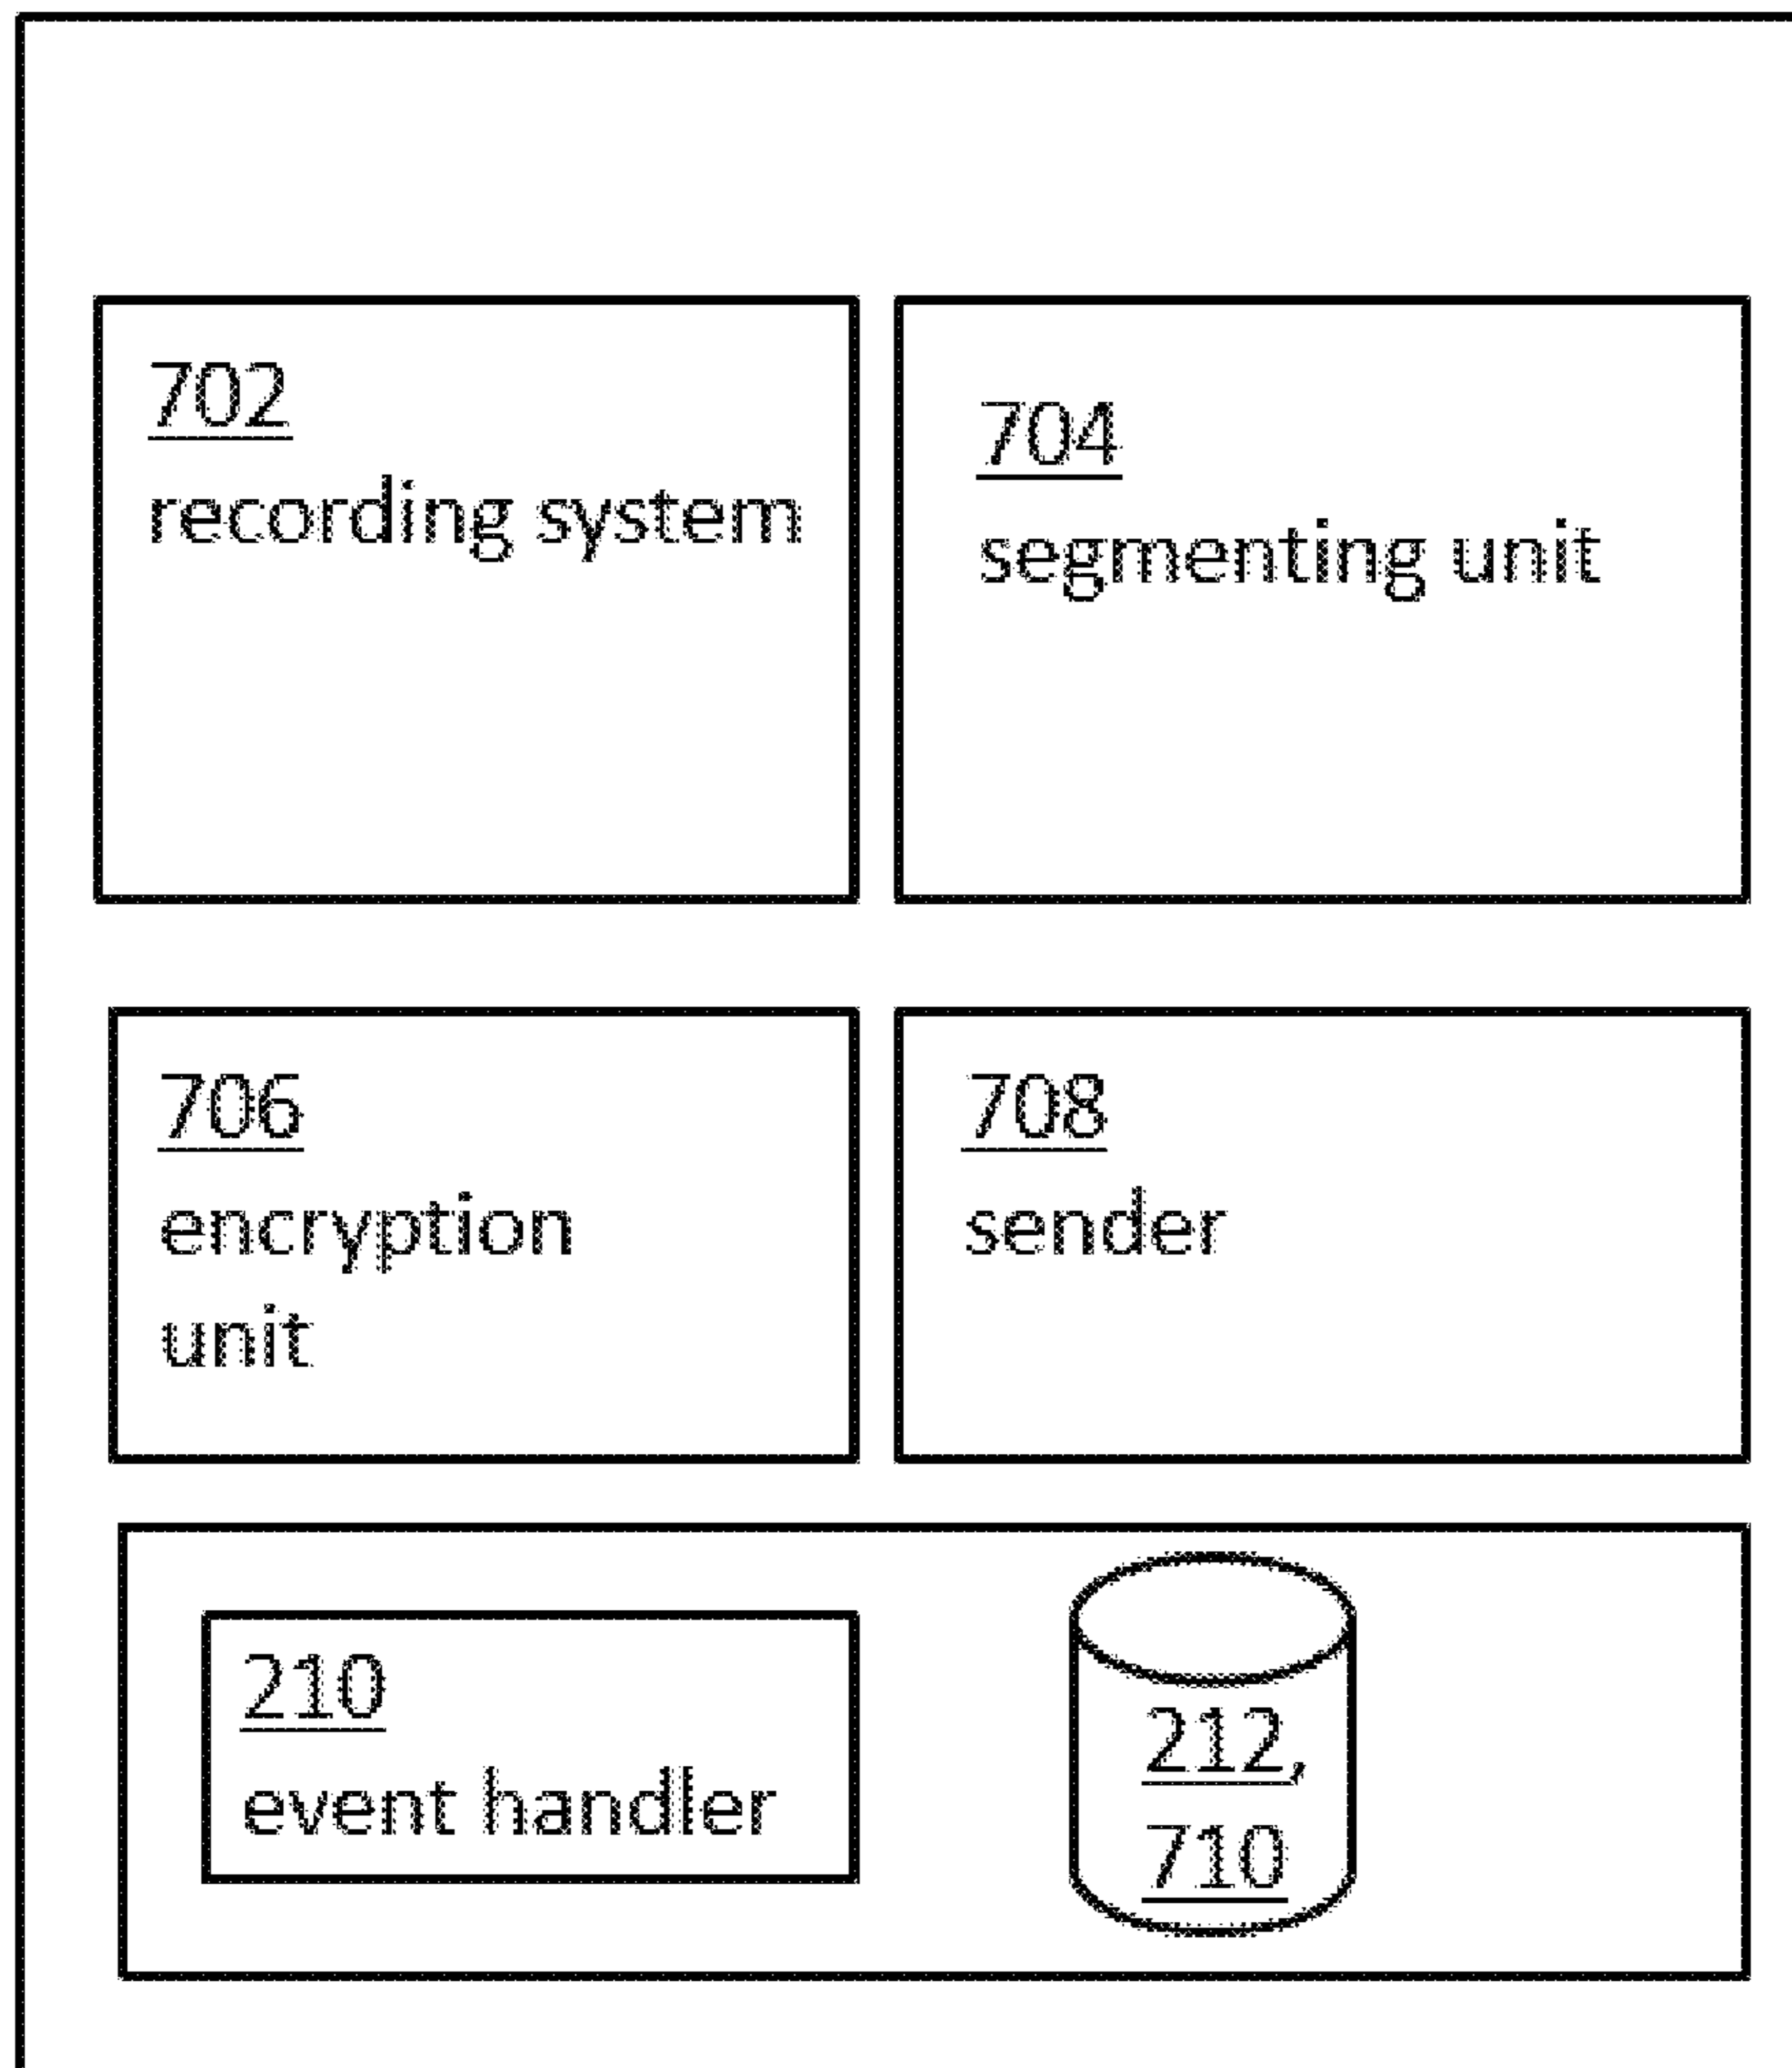 702
recording system
704
segmenting unit
706
encryption
unit
708
sender
210
event handler
212,
710